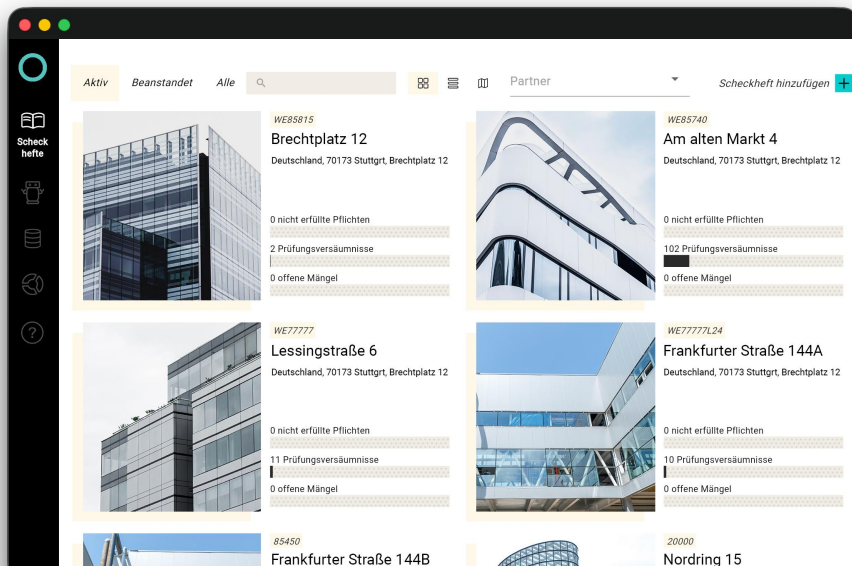 Scheck
hefte
Aktiv
Beanstandet
Alle
Partner
Scheckheft hinzufügen
WE85815
Brechtplatz 12
Deutschland, 70173 Stuttgrt, Brechtplatz 12
0 nicht erfüllte Pflichten
2 Prüfungsversäumnisse
0 offene Mängel
WE85740
Am alten Markt 4
Deutschland, 70173 Stuttgrt, Brechtplatz 12
0 nicht erfüllte Pflichten
102 Prüfungsversäumnisse
0 offene Mängel
WE77777
Lessingstraße 6
Deutschland, 70173 Stuttgrt, Brechtplatz 12
0 nicht erfüllte Pflichten
11 Prüfungsversäumnisse
0 offene Mängel
WE77777L24
Frankfurter Straße 144A
Deutschland, 70173 Stuttgrt, Brechtplatz 12
0 nicht erfüllte Pflichten
10 Prüfungsversäumnisse
0 offene Mängel
85450
Frankfurter Straße 144B
20000
Nordring 15